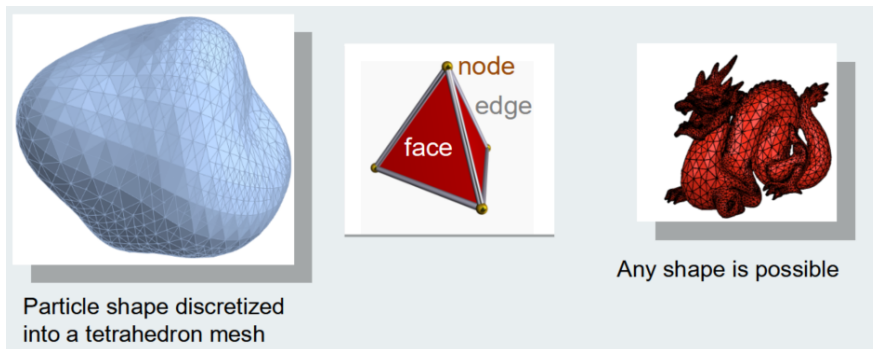 node
edge
face
Any shape is possible
Particle shape discretized
into a tetrahedron mesh